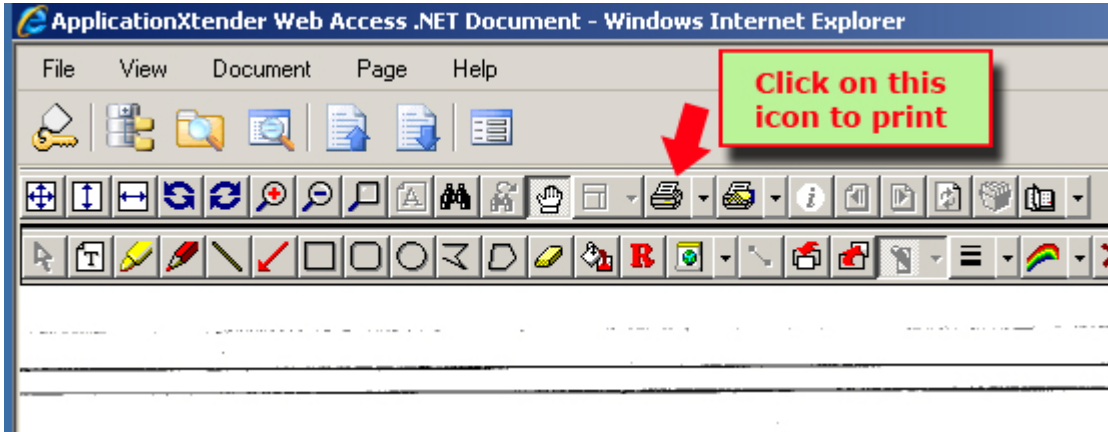 ApplicationXtender Web Access .NET Document - Windows Internet Explorer
File View Document Page Help
Click on this
icon to print
A
i
T
R